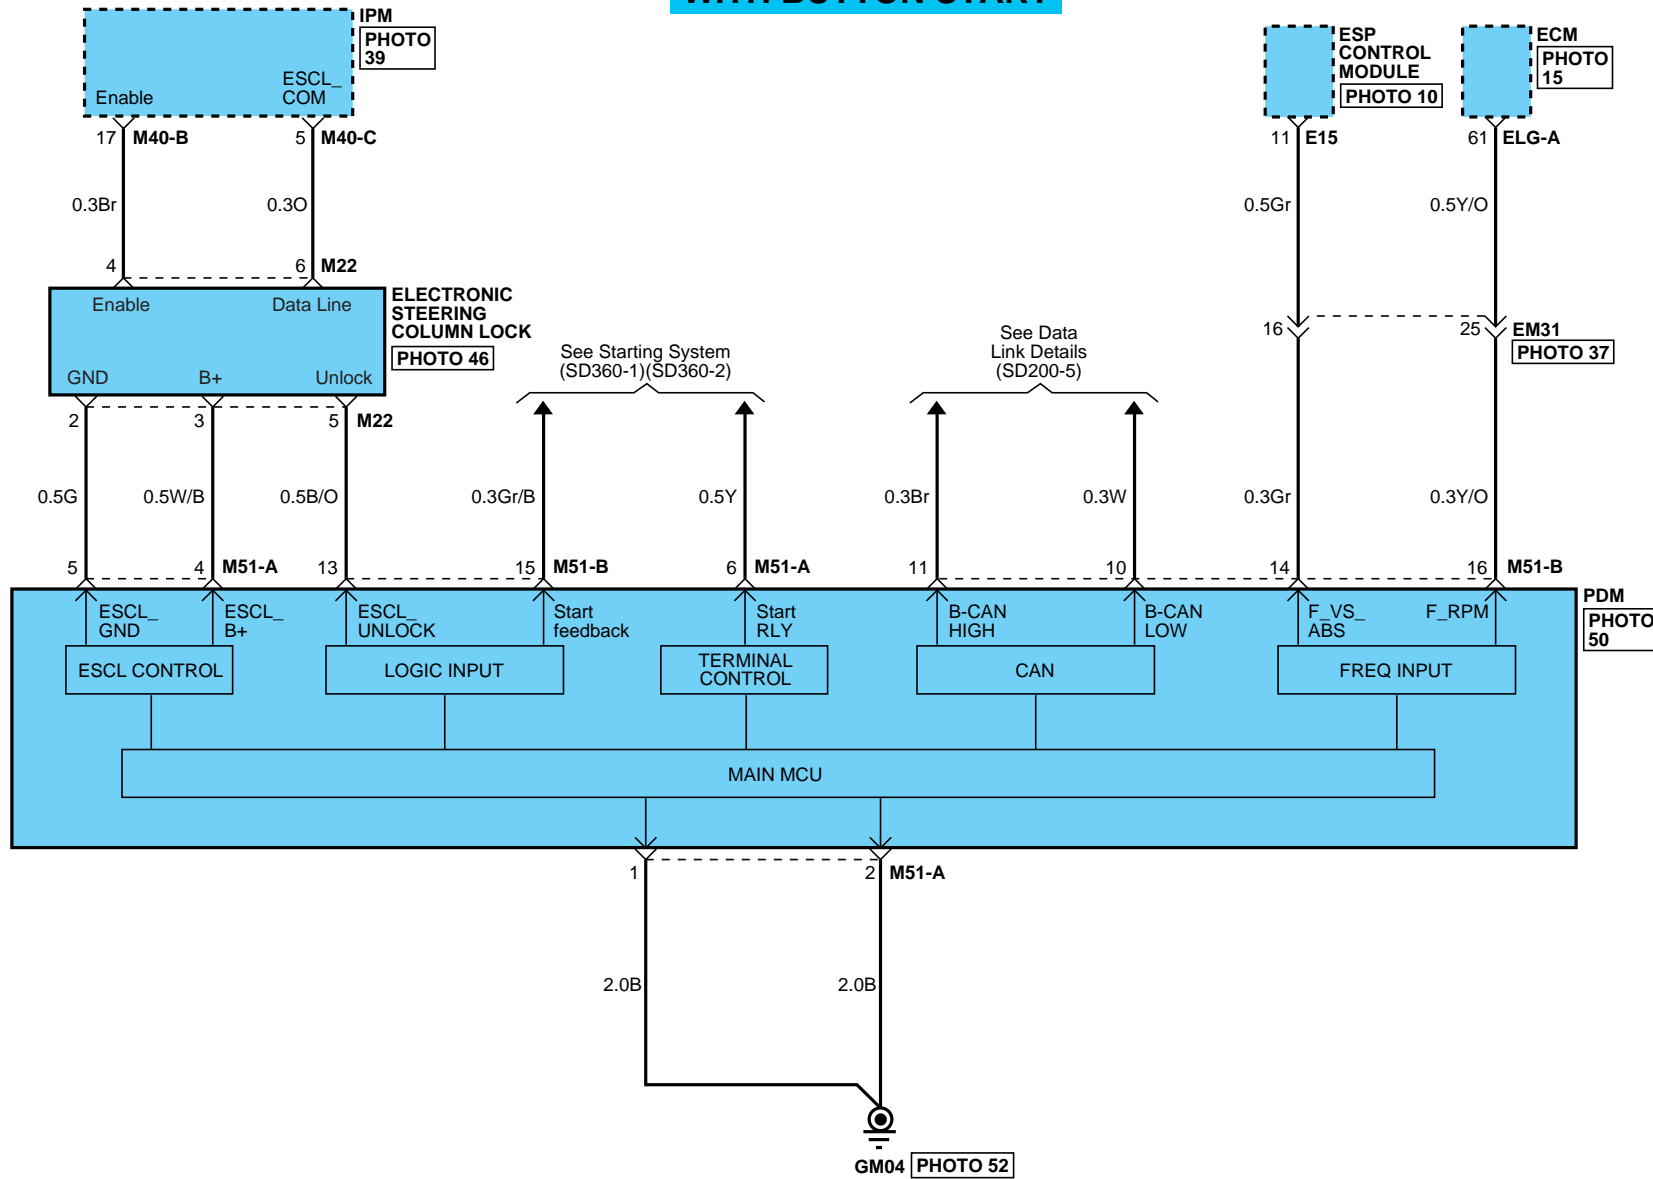 WITH BUTTON START
IPM
PHOTO
39
Enable
ESCL_
COM
17 M40-B
5 M40-C
ESP
CONTROL
MODULE
PHOTO 10
ECM
PHOTO
15
11 E15
61 ELG-A
0.3Br
0.3O
0.5Gr
0.5Y/O
4
6 M22
Enable
Data Line
ELECTRONIC
STEERING
COLUMN LOCK
PHOTO 46
GND
B+
Unlock
2
3
5 M22
See Starting System
(SD360-1)(SD360-2)
See Data
Link Details
(SD200-5)
16
25 EM31
PHOTO 37
0.5G
0.5W/B
0.5B/O
0.3Gr/B
0.5Y
0.3Br
0.3W
0.3Gr
0.3Y/O
5
4 M51-A
13
15 M51-B
6 M51-A
11
10
14
16 M51-B
PDM
PHOTO
50
ESCL_
GND
ESCL_
B+
ESCL_
UNLOCK
Start
feedback
Start
RLY
B-CAN
HIGH
B-CAN
LOW
F_VS_
ABS
F_RPM
ESCL CONTROL
LOGIC INPUT
TERMINAL
CONTROL
CAN
FREQ INPUT
MAIN MCU
1
2 M51-A
2.0B
2.0B
GM04 PHOTO 52